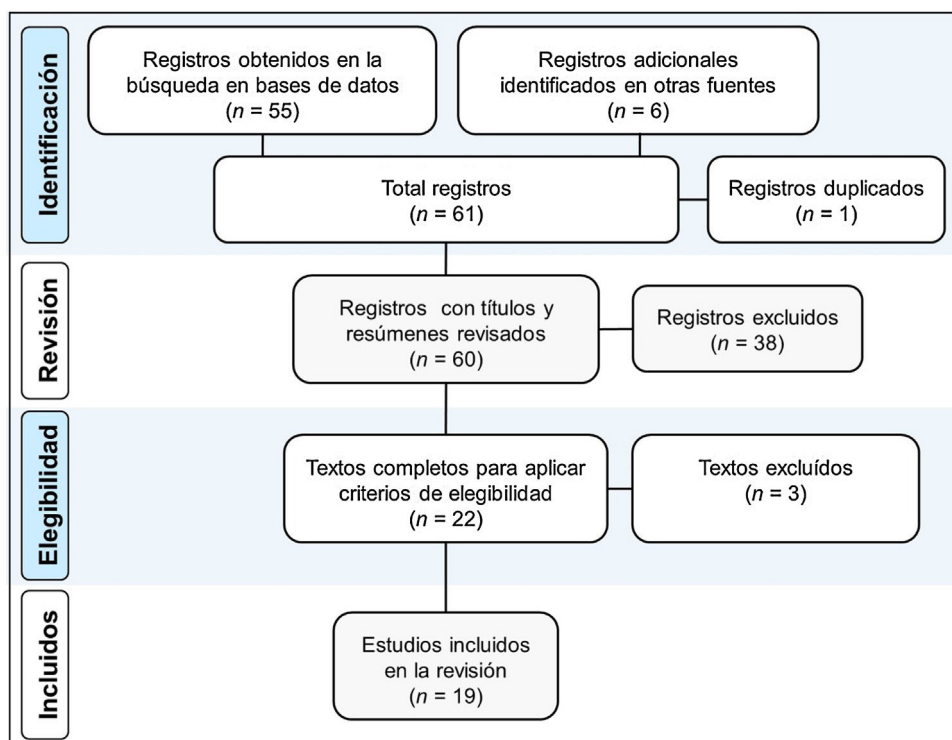 Identificación
Registros obtenidos en la
búsqueda en bases de datos
(n = 55)
Registros adicionales
identificados en otras fuentes
(n = 6)
Total registros
(n = 61)
Registros duplicados
(n = 1)
Revisión
Registros con títulos y
resúmenes revisados
(n = 60)
Registros excluidos
(n = 38)
Elegibilidad
Textos completos para aplicar
criterios de elegibilidad
(n = 22)
Textos excluídos
(n = 3)
Incluidos
Estudios incluidos
en la revisión
(n = 19)